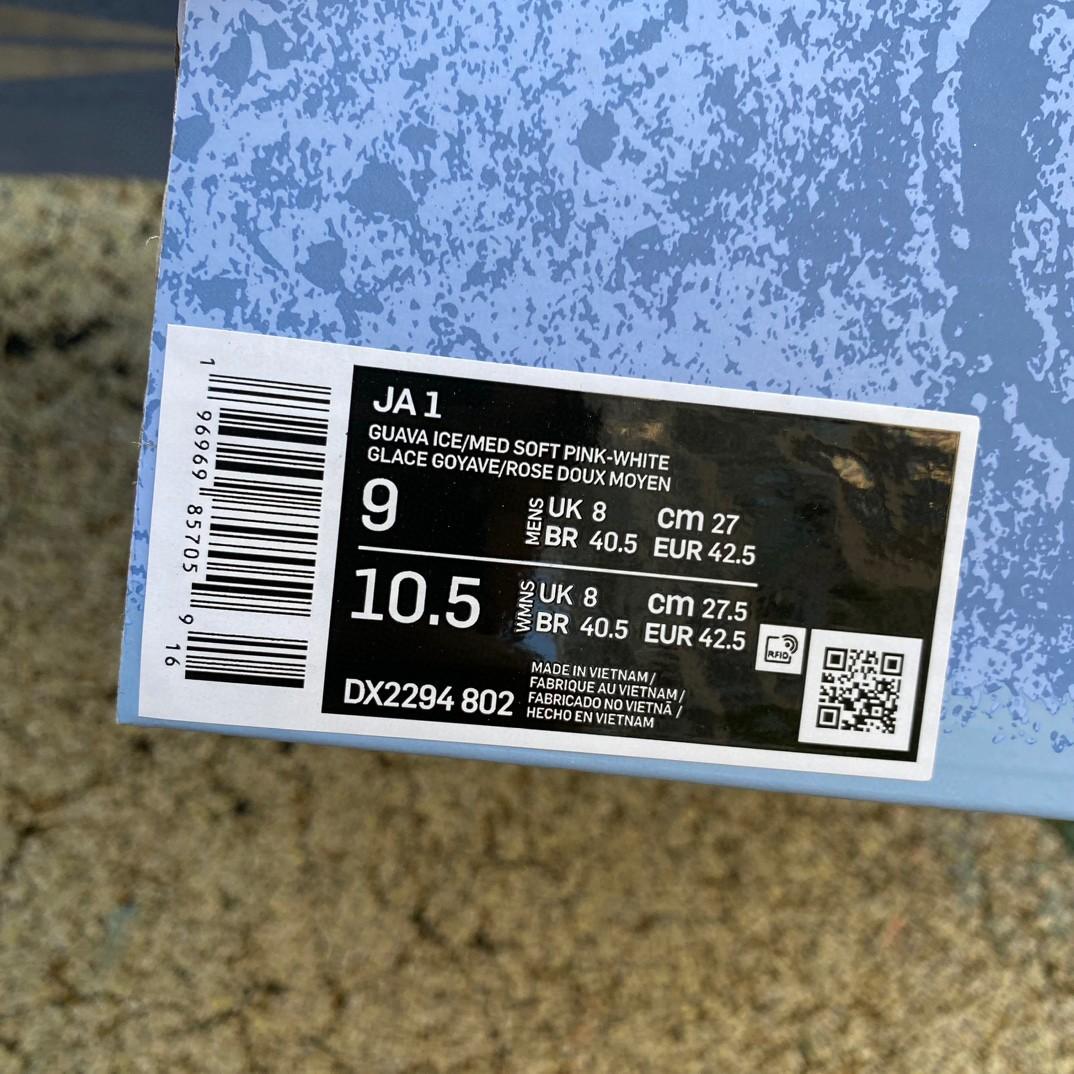 JA 1
GUAVA ICE/MED SOFT PINK-WHITE
GLACE GOYAVE/ROSE DOUX MOYEN
9
MENS
UK 8 cm 27
BR 40.5 EUR 42.5
10.5
WMNS
UK 8 cm 27.5
BR 40.5 EUR 42.5
RFID
DX2294 802
MADE IN VIETNAM /
FABRIQUE AU VIETNAM /
FABRICADO NO VIETNÃ /
HECHO EN VIETNAM
1 96969 85705 9 16